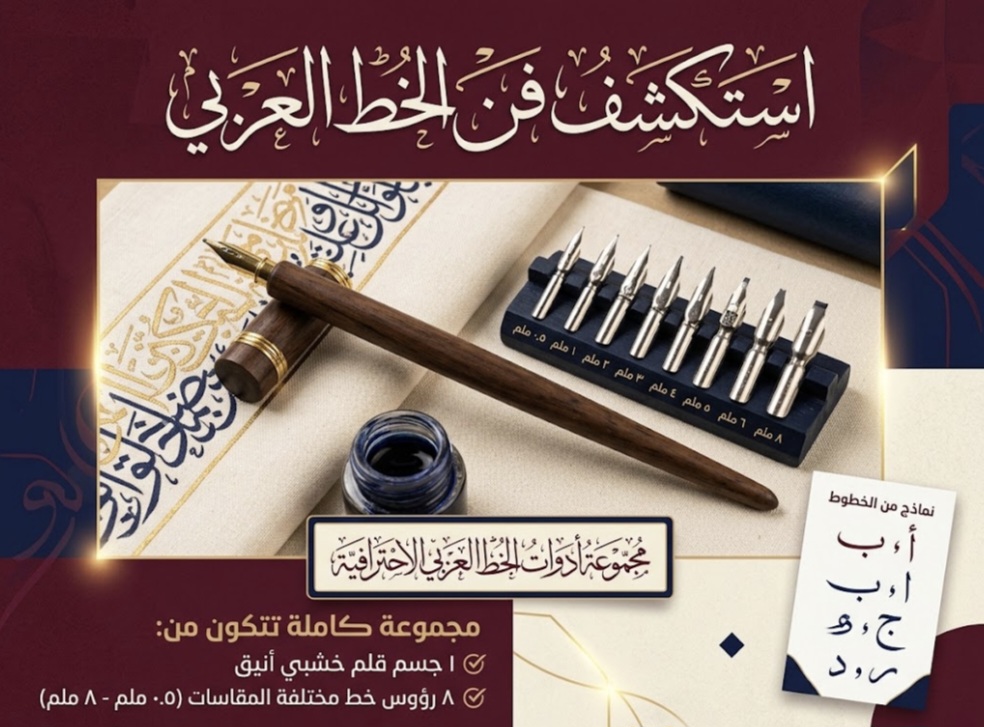 استكشف فن الخط العربي
٠.٥ ملم ١ ملم ٢ ملم ٣ ملم ٤ ملم ٥ ملم ٦ ملم ٨ ملم
نماذج من الخطوط
أ، ب
ا، ب
ج، ه
ر، د
مجموعة أدوات الخط العربي الاحترافية
مجموعة كاملة تتكون من:
١ جسم قلم خشبي أنيق
٨ رؤوس خط مختلفة المقاسات (٠.٥ ملم - ٨ ملم)